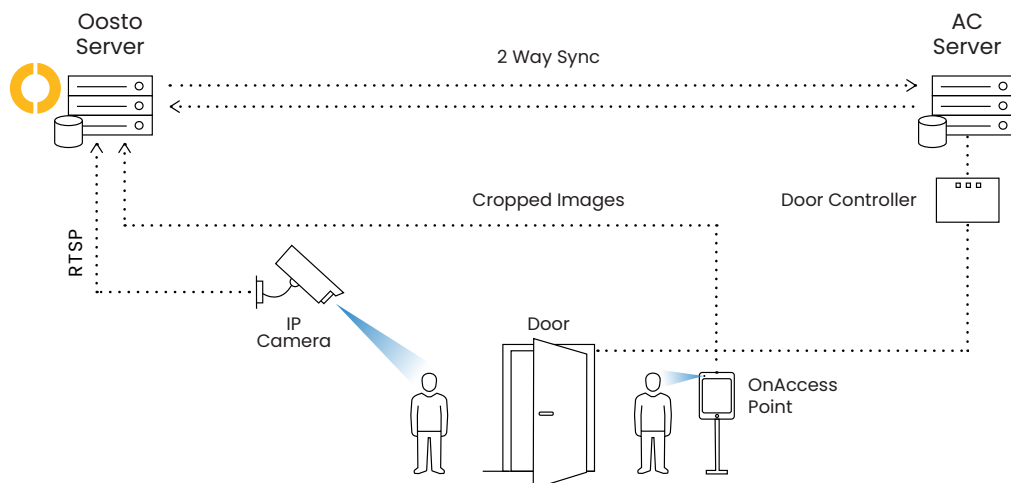 Oosto
Server
2 Way Sync
AC
Server
Cropped Images
Door Controller
RTSP
IP
Camera
Door
OnAccess
Point